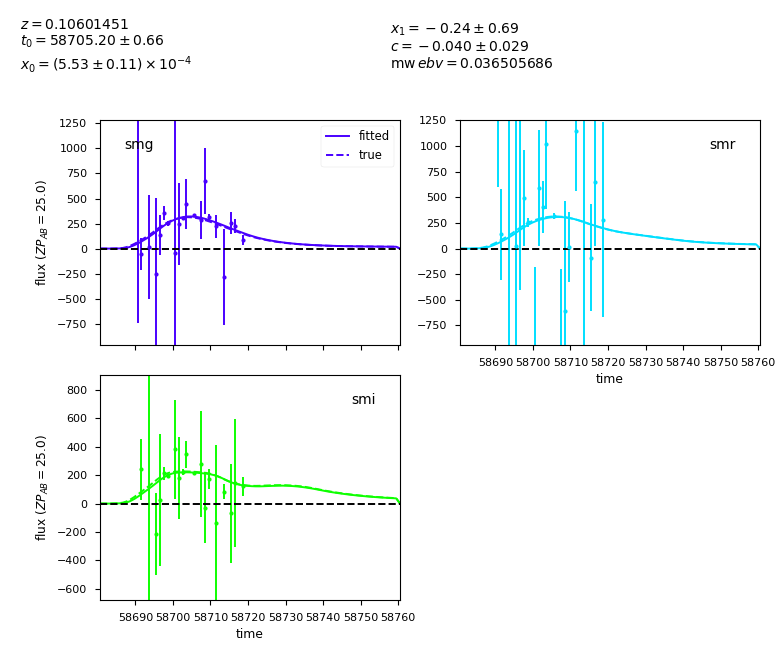 z = 0.10601451
t₀ = 58705.20 ± 0.66
x₀ = (5.53 ± 0.11) × 10⁻⁴
x₁ = −0.24 ± 0.69
c = −0.040 ± 0.029
mw ebv = 0.036505686
smg
fitted
true
1250
1000
750
500
250
0
−250
−500
−750
flux (ZP_AB = 25.0)
smr
1250
1000
750
500
250
0
−250
−500
−750
58690 58700 58710 58720 58730 58740 58750 58760
time
smi
800
600
400
200
0
−200
−400
−600
flux (ZP_AB = 25.0)
58690 58700 58710 58720 58730 58740 58750 58760
time